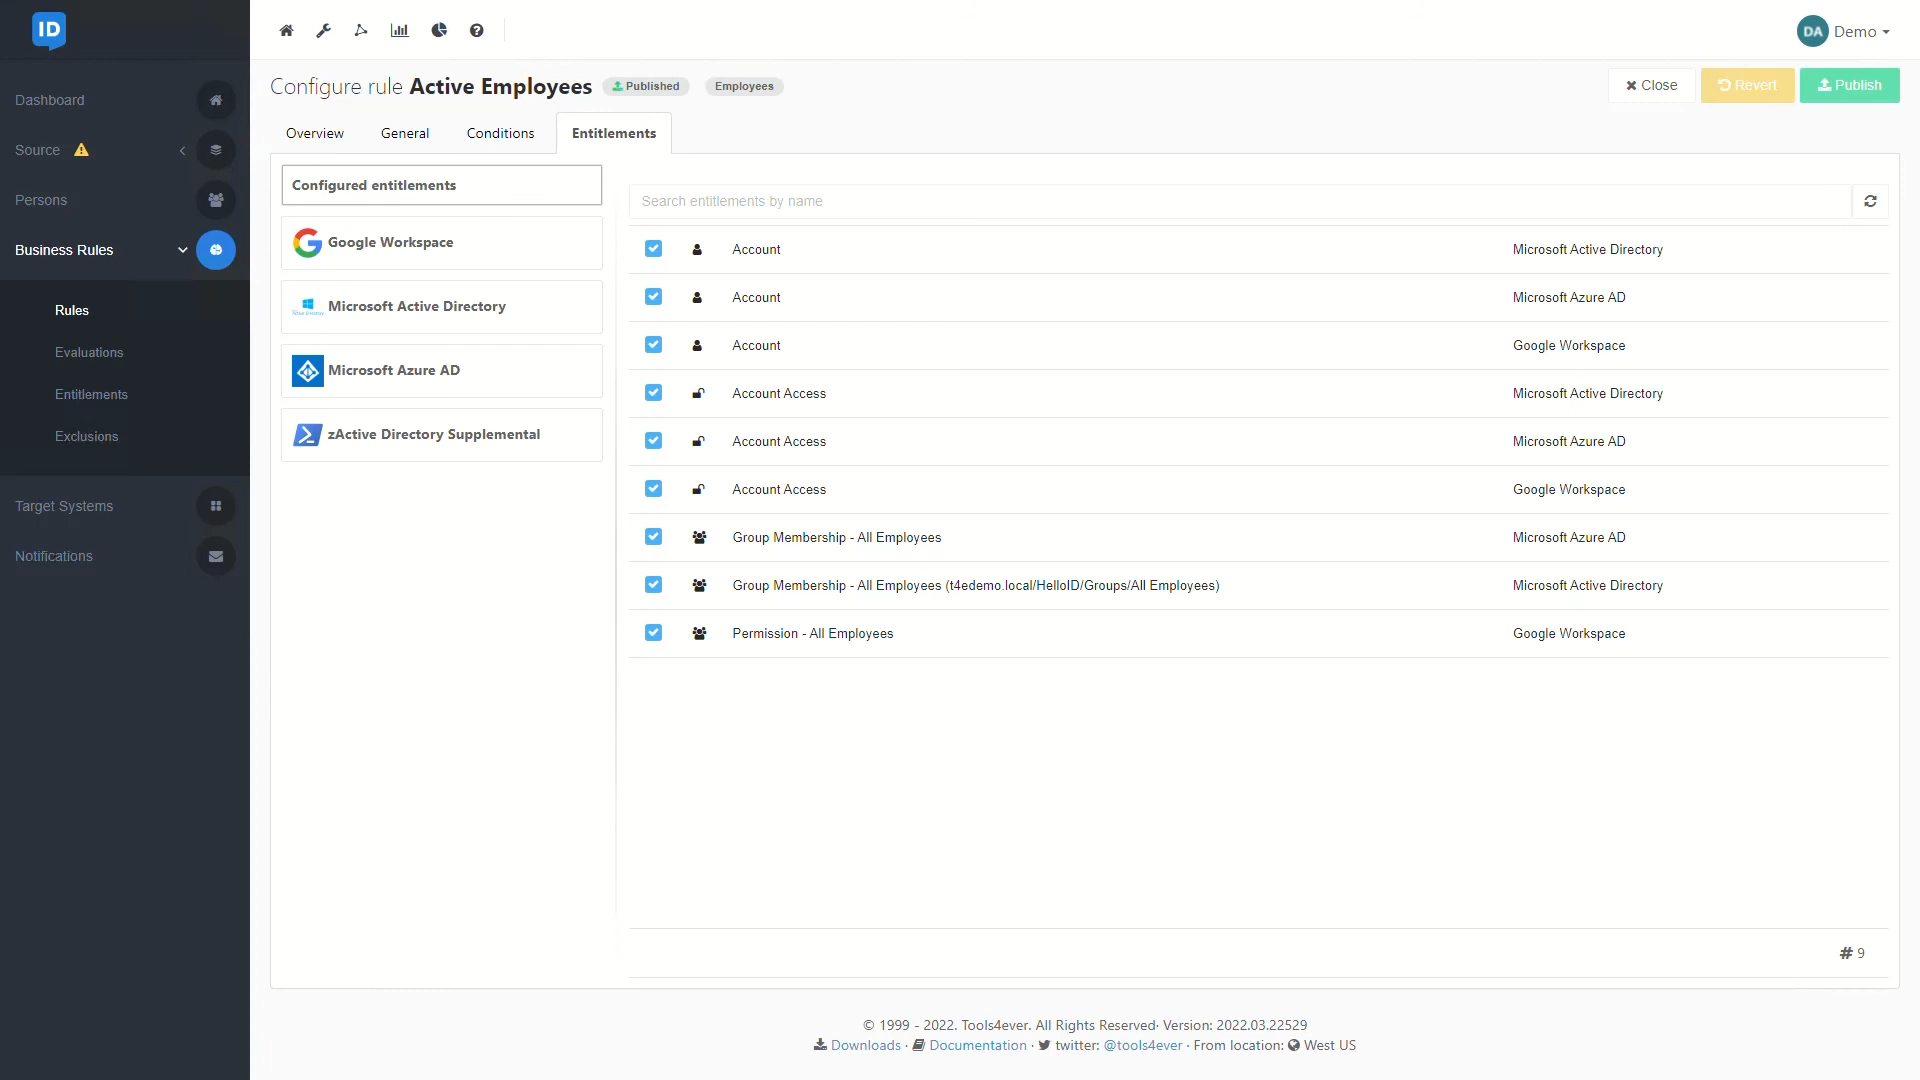 ID
DA Demo
Configure rule Active Employees Published Employees
Close Revert Publish
Dashboard
Source
Persons
Business Rules
Rules
Evaluations
Entitlements
Exclusions
Target Systems
Notifications
Overview General Conditions Entitlements
Configured entitlements
Google Workspace
Microsoft Active Directory
Microsoft Azure AD
zActive Directory Supplemental
Search entitlements by name
Account Microsoft Active Directory
Account Microsoft Azure AD
Account Google Workspace
Account Access Microsoft Active Directory
Account Access Microsoft Azure AD
Account Access Google Workspace
Group Membership - All Employees Microsoft Azure AD
Group Membership - All Employees (t4edemo.local/HelloID/Groups/All Employees) Microsoft Active Directory
Permission - All Employees Google Workspace
# 9
© 1999 - 2022. Tools4ever. All Rights Reserved· Version: 2022.03.22529
Downloads · Documentation · twitter: @tools4ever · From location: West US